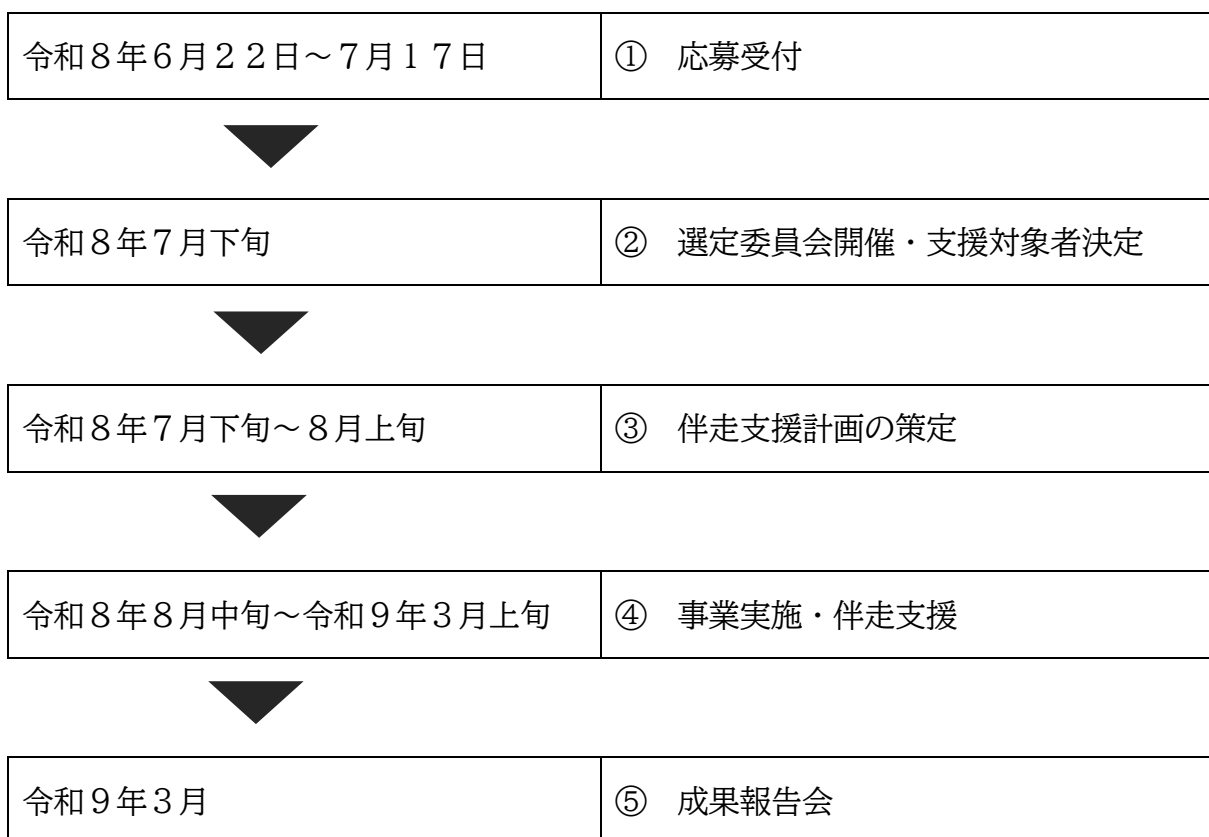 令和８年６月２２日～７月１７日 ① 応募受付
令和８年７月下旬 ② 選定委員会開催・支援対象者決定
令和８年７月下旬～８月上旬 ③ 伴走支援計画の策定
令和８年８月中旬～令和９年３月上旬 ④ 事業実施・伴走支援
令和９年３月 ⑤ 成果報告会